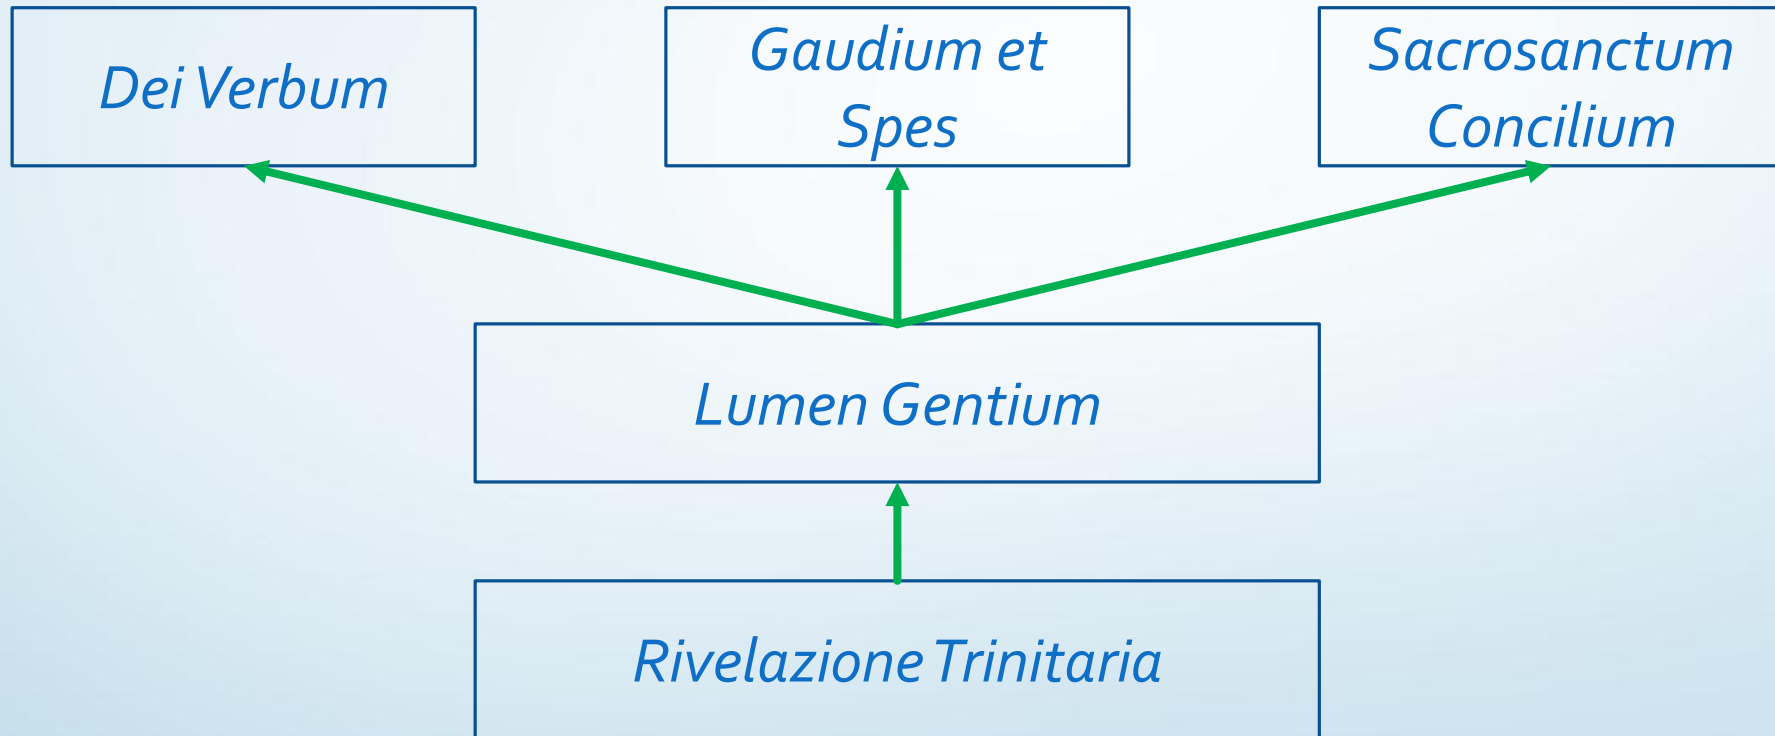 Dei Verbum
Gaudium et
Spes
Sacrosanctum
Concilium
Lumen Gentium
Rivelazione Trinitaria